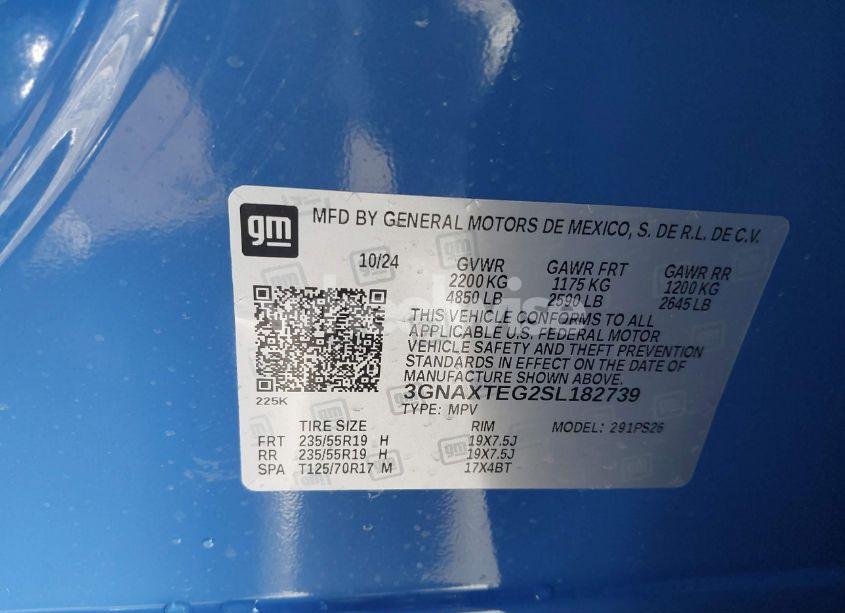 gm MFD BY GENERAL MOTORS DE MEXICO, S. DE R.L. DE C.V.
10/24 GVWR GAWR FRT GAWR RR
2200 KG 1175 KG 1200 KG
4850 LB 2590 LB 2645 LB
THIS VEHICLE CONFORMS TO ALL
APPLICABLE U.S. FEDERAL MOTOR
VEHICLE SAFETY AND THEFT PREVENTION
STANDARDS IN EFFECT ON THE DATE OF
MANUFACTURE SHOWN ABOVE.
225K 3GNAXTEG2SL182739
TYPE: MPV
TIRE SIZE RIM MODEL: 291PS26
FRT 235/55R19 H 19X7.5J
RR 235/55R19 H 19X7.5J
SPA T125/70R17 M 17X4BT